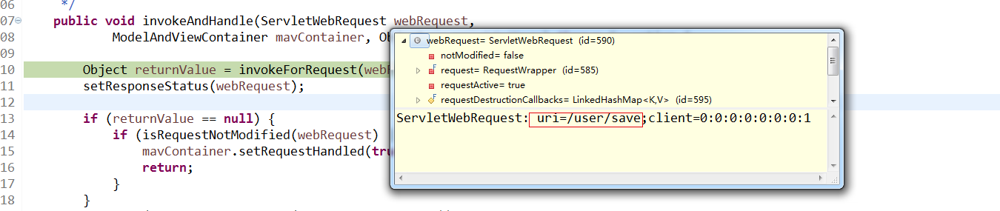 06 */
07 public void invokeAndHandle(ServletWebRequest webRequest,
08 ModelAndViewContainer mavContainer,
09
10 Object returnValue = invokeForRequest(
11 setResponseStatus(webRequest);
12
13 if (returnValue == null) {
14 if (isRequestNotModified(webRequest)
15 mavContainer.setRequestHandled(
16 return;
17 }
18 }
webRequest= ServletWebRequest (id=590)
notModified= false
request= RequestWrapper (id=585)
requestActive= true
requestDestructionCallbacks= LinkedHashMap<K,V> (id=595)
ServletWebRequest: uri=/user/save;client=0:0:0:0:0:0:0:1